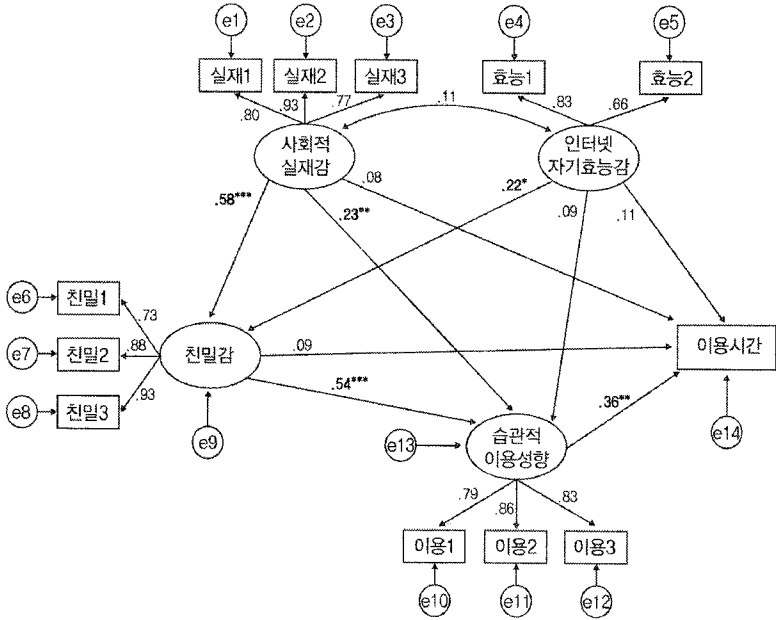 e1
e2
e3
e4
e5
실재1
실재2
실재3
효능1
효능2
.80
.93
.77
.11
.83
.66
사회적
실재감
인터넷
자기효능감
.58***
.23**
.08
.22*
.09
.11
e6
친밀1
.73
e7
친밀2
.88
친밀감
.09
이용시간
e8
친밀3
.93
.54***
.36**
e9
e13
습관적
이용성향
e14
.79
.86
.83
이용1
이용2
이용3
e10
e11
e12